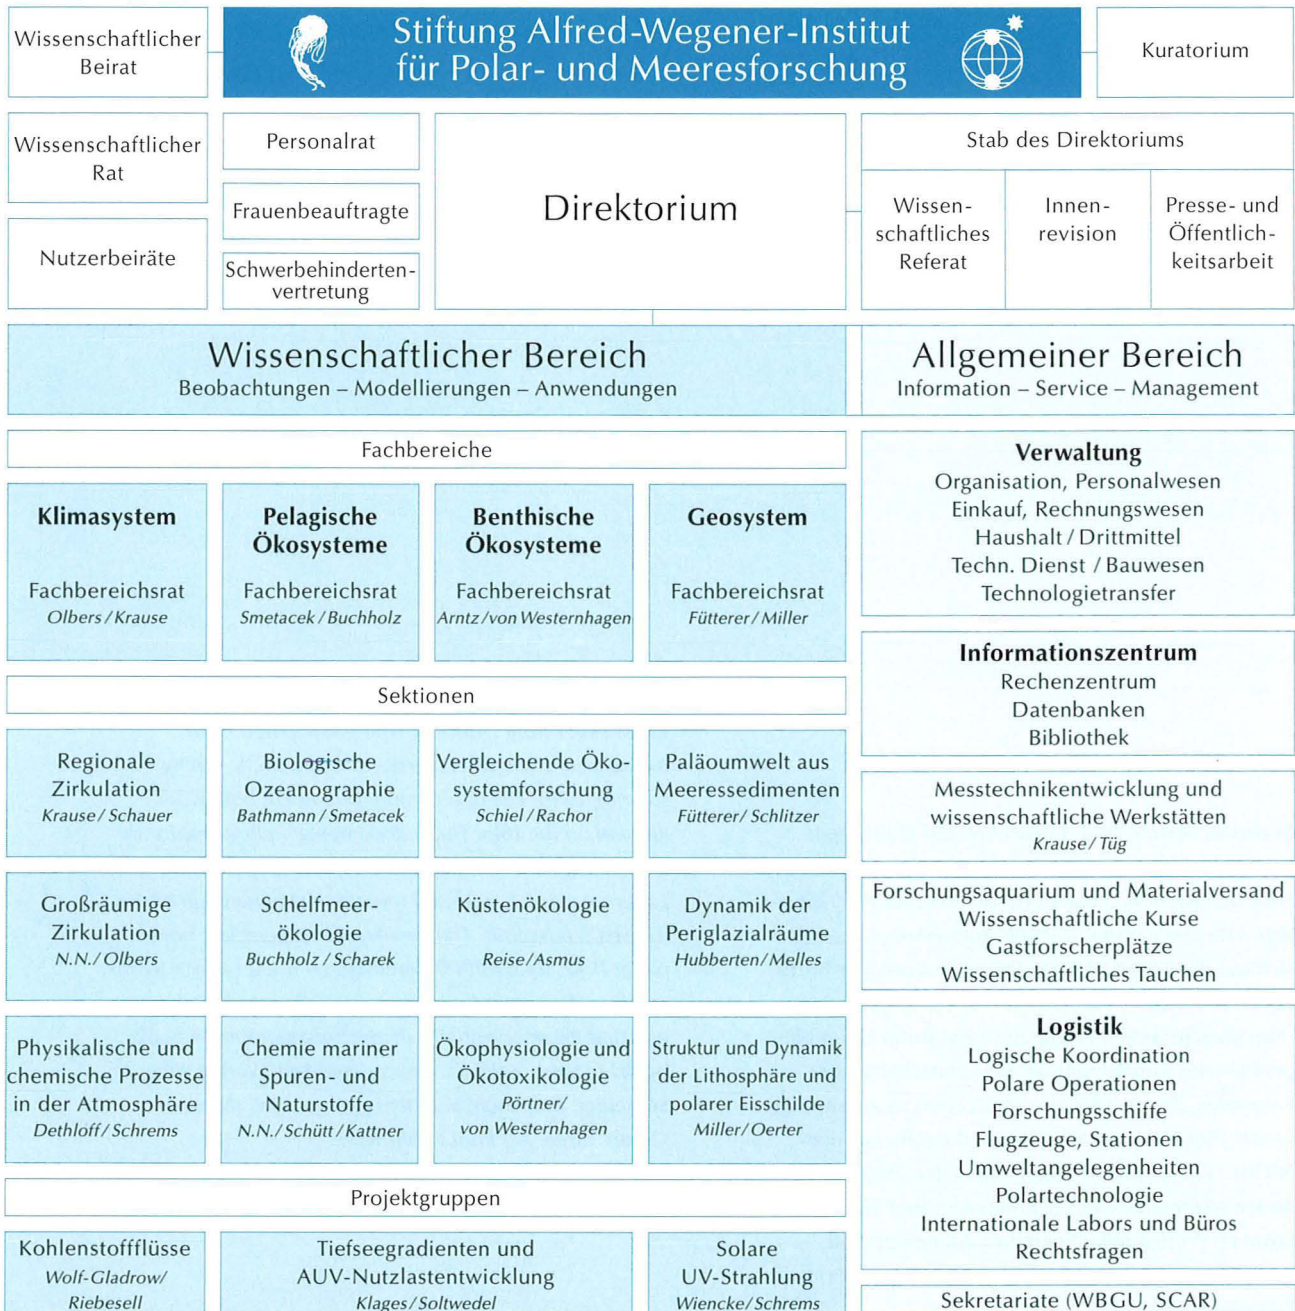 Wissenschaftlicher
Beirat
Stiftung Alfred-Wegener-Institut
für Polar- und Meeresforschung
Kuratorium
Wissenschaftlicher
Rat
Nutzerbeiräte
Personalrat
Frauenbeauftragte
Schwerbehinderten-
vertretung
Direktorium
Stab des Direktoriums
Wissen-
schaftliches
Referat
Innen-
revision
Presse- und
Öffentlich-
keitsarbeit
Wissenschaftlicher Bereich
Beobachtungen – Modellierungen – Anwendungen
Fachbereiche
Klimasystem
Fachbereichsrat
Olbers/Krause
Pelagische
Ökosysteme
Fachbereichsrat
Smetacek/Buchholz
Benthische
Ökosysteme
Fachbereichsrat
Arntz/von Westernhagen
Geosystem
Fachbereichsrat
Fütterer/Miller
Sektionen
Regionale
Zirkulation
Krause/Schauer
Biologische
Ozeanographie
Bathmann/Smetacek
Vergleichende Öko-
systemforschung
Schiel/Rachor
Paläoumwelt aus
Meeressedimenten
Fütterer/Schlitzer
Großräumige
Zirkulation
N.N./Olbers
Schelfmeer-
ökologie
Buchholz/Scharek
Küstenökologie
Reise/Asmus
Dynamik der
Periglazialräume
Hubberten/Melles
Physikalische und
chemische Prozesse
in der Atmosphäre
Dethloff/Schrems
Chemie mariner
Spuren- und
Naturstoffe
N.N./Schütt/Kattner
Ökophysiologie und
Ökotoxikologie
Pörtner/
von Westernhagen
Struktur und Dynamik
der Lithosphäre und
polarer Eisschilde
Miller/Oerter
Projektgruppen
Kohlenstoffflüsse
Wolf-Gladrow/
Riebesell
Tiefseegradienten und
AUV-Nutzlastentwicklung
Klages/Soltwedel
Solare
UV-Strahlung
Wiencke/Schrems
Allgemeiner Bereich
Information – Service – Management
Verwaltung
Organisation, Personalwesen
Einkauf, Rechnungswesen
Haushalt / Drittmittel
Techn. Dienst / Bauwesen
Technologietransfer
Informationszentrum
Rechenzentrum
Datenbanken
Bibliothek
Messtechnikentwicklung und
wissenschaftliche Werkstätten
Krause/Tüg
Forschungsaquarium und Materialversand
Wissenschaftliche Kurse
Gastforscherplätze
Wissenschaftliches Tauchen
Logistik
Logische Koordination
Polare Operationen
Forschungsschiffe
Flugzeuge, Stationen
Umweltangelegenheiten
Polartechnologie
Internationale Labors und Büros
Rechtsfragen
Sekretariate (WBGU, SCAR)